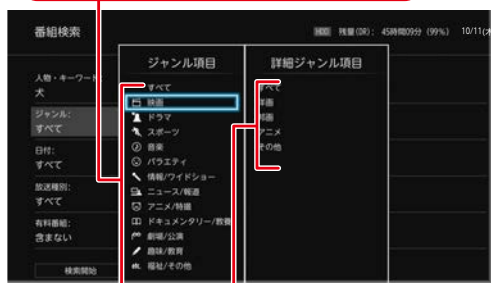 番組検索
HDD 残量(DR): 45時間09分 (99%) 10/11(
人物・キーワード:
犬
ジャンル:
すべて
日付:
すべて
放送種別:
すべて
有料番組:
含まない
検索開始
ジャンル項目
すべて
映画
ドラマ
スポーツ
音楽
バラエティ
情報/ワイドショー
ニュース/報道
アニメ/特撮
ドキュメンタリー/教養
劇場/公演
趣味/教育
etc. 福祉/その他
詳細ジャンル項目
すべて
洋画
邦画
アニメ
その他